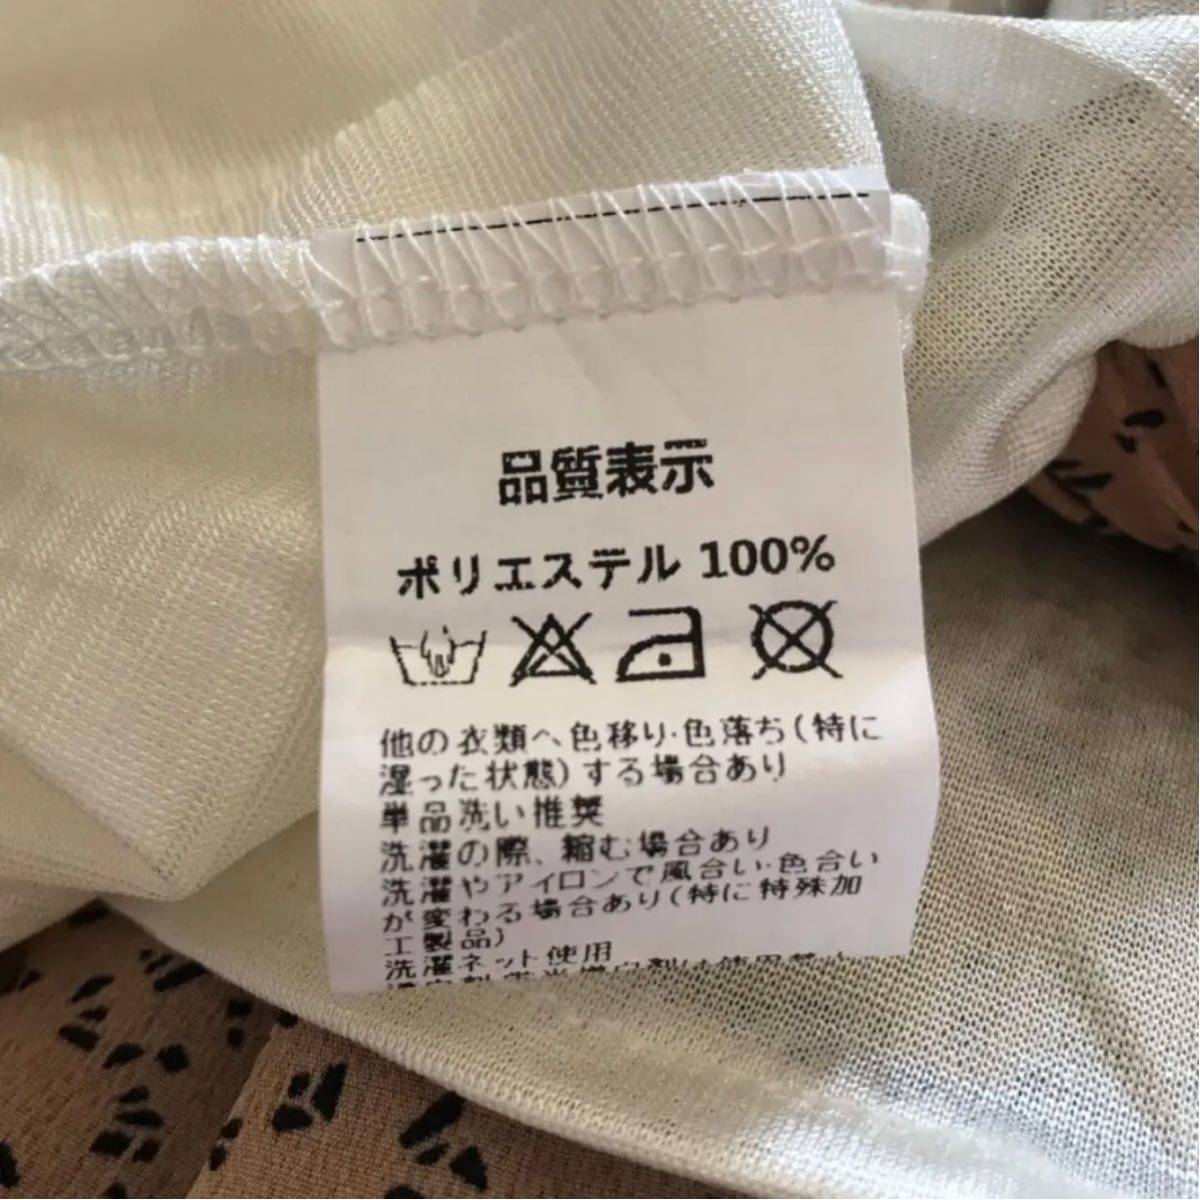 品質表示
ポリエステル 100%
他の衣類へ色移り·色落ち(特に
湿った状態)する場合あり
単品洗い推奨
洗濯の際、縮む場合あり
洗濯やアイロンで風合い·色合い
が変わる場合あり(特に特殊加
工製品)
洗濯ネット使用